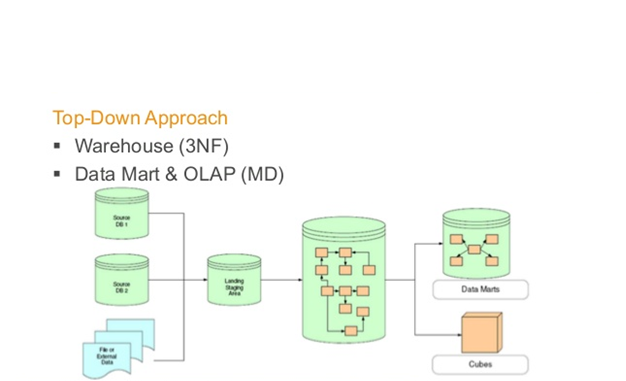 Top-Down Approach
▪ Warehouse (3NF)
▪ Data Mart & OLAP (MD)
Source
DB 1
Source
DB 2
File or
External
Data
Landing
Staging
Area
Data Marts
Cubes